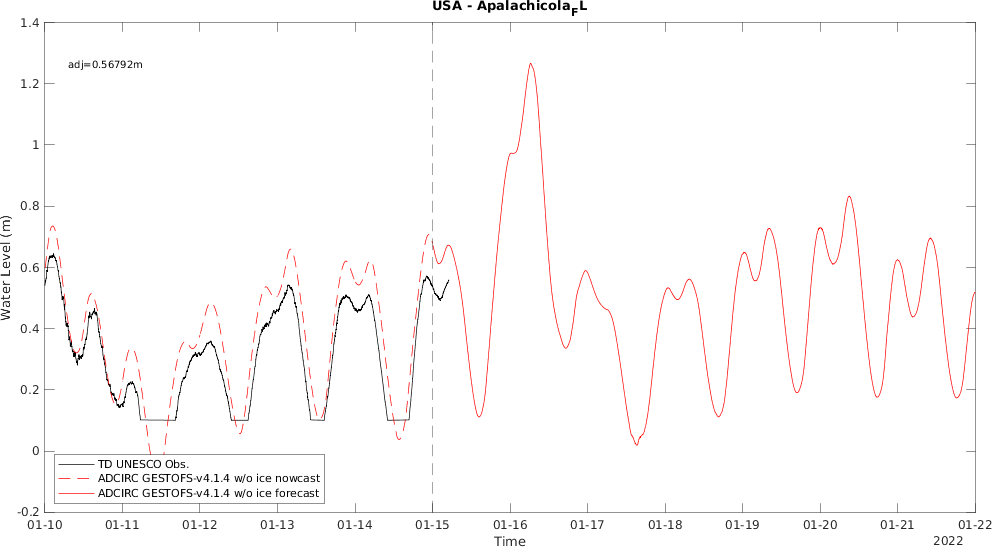 USA - Apalachicola_FL
adj=0.56792m
Water Level (m)
1.4
1.2
1
0.8
0.6
0.4
0.2
0
-0.2
TD UNESCO Obs.
ADCIRC GESTOFS-v4.1.4 w/o ice nowcast
ADCIRC GESTOFS-v4.1.4 w/o ice forecast
01-10 01-11 01-12 01-13 01-14 01-15 01-16 01-17 01-18 01-19 01-20 01-21 01-22
Time
2022